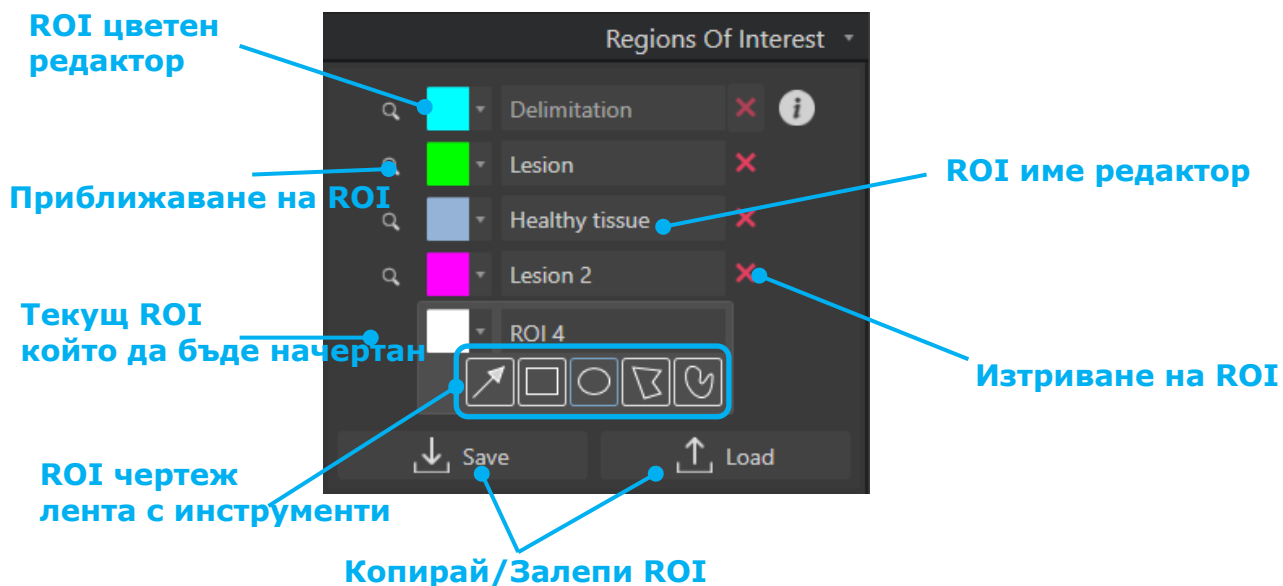 ROI цветен
редактор
Regions Of Interest
Delimitation
i
Lesion
ROI име редактор
Приближаване на ROI
Healthy tissue
Lesion 2
Текущ ROI
който да бъде начертан
ROI 4
Изтриване на ROI
Save
Load
ROI чертеж
лента с инструменти
Копирай/Залепи ROI